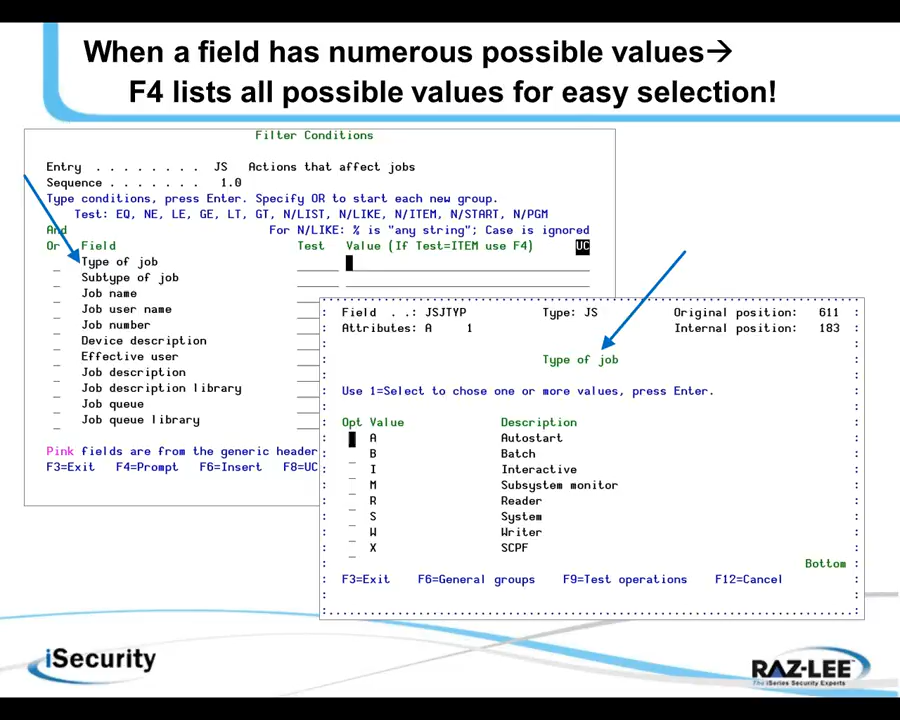 When a field has numerous possible values→
F4 lists all possible values for easy selection!
Filter Conditions
Entry . . . . . . . . JS Actions that affect jobs
Sequence . . . . . . . 1.0
Type conditions, press Enter. Specify OR to start each new group.
Test: EQ, NE, LE, GE, LT, GT, N/LIST, N/LIKE, N/ITEM, N/START, N/PGM
And For N/LIKE: % is "any string"; Case is ignored
Or Field Test Value (If Test=ITEM use F4) UC
Type of job
Subtype of job
Job name
Job user name
Job number
Device description
Effective user
Job description
Job description library
Job queue
Job queue library
Pink fields are from the generic header
F3=Exit F4=Prompt F6=Insert F8=UC
Field . .: JSJTYP Type: JS Original position: 611
Attributes: A 1 Internal position: 183
Type of job
Use 1=Select to chose one or more values, press Enter.
Opt Value Description
A Autostart
B Batch
I Interactive
M Subsystem monitor
R Reader
S System
W Writer
X SCPF
Bottom
F3=Exit F6=General groups F9=Test operations F12=Cancel
iSecurity
RAZ-LEE
The iSeries Security Experts